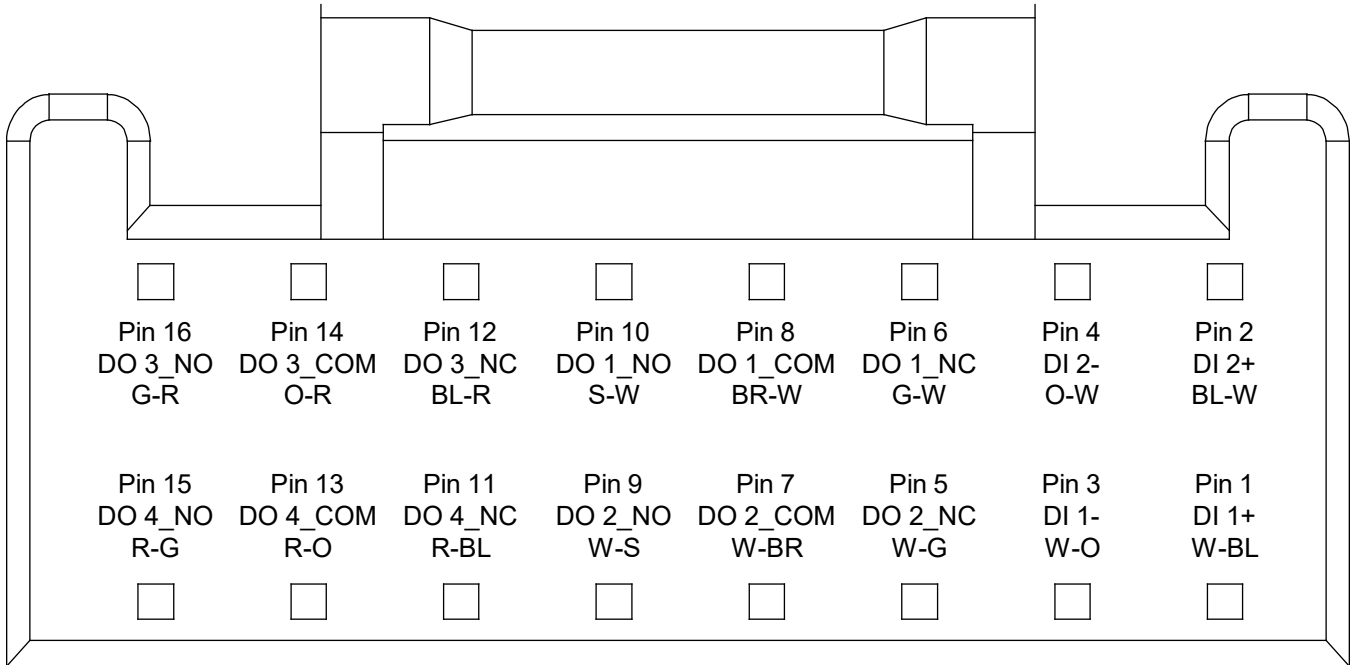 Pin 16 Pin 14 Pin 12 Pin 10 Pin 8 Pin 6 Pin 4 Pin 2
DO 3_NO DO 3_COM DO 3_NC DO 1_NO DO 1_COM DO 1_NC DI 2- DI 2+
G-R O-R BL-R S-W BR-W G-W O-W BL-W
Pin 15 Pin 13 Pin 11 Pin 9 Pin 7 Pin 5 Pin 3 Pin 1
DO 4_NO DO 4_COM DO 4_NC DO 2_NO DO 2_COM DO 2_NC DI 1- DI 1+
R-G R-O R-BL W-S W-BR W-G W-O W-BL